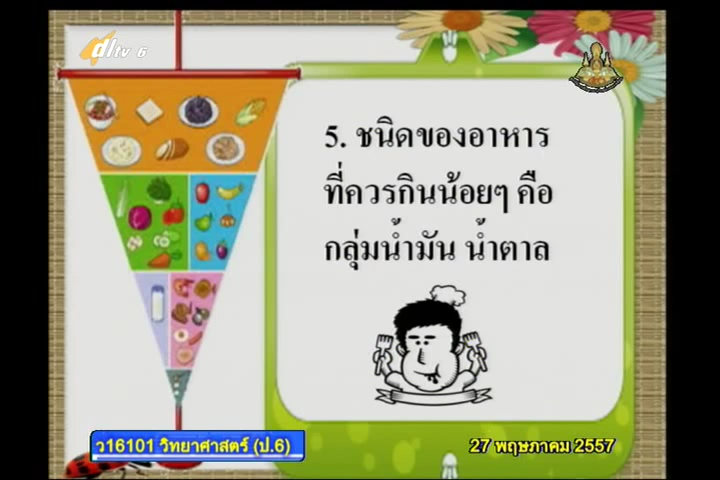 dltv 6
5. ชนิดของอาหาร
ที่ควรกินน้อยๆ คือ
กลุ่มน้ำมัน น้ำตาล
ว16101 วิทยาศาสตร์ (ป.6)
27 พฤษภาคม 2557